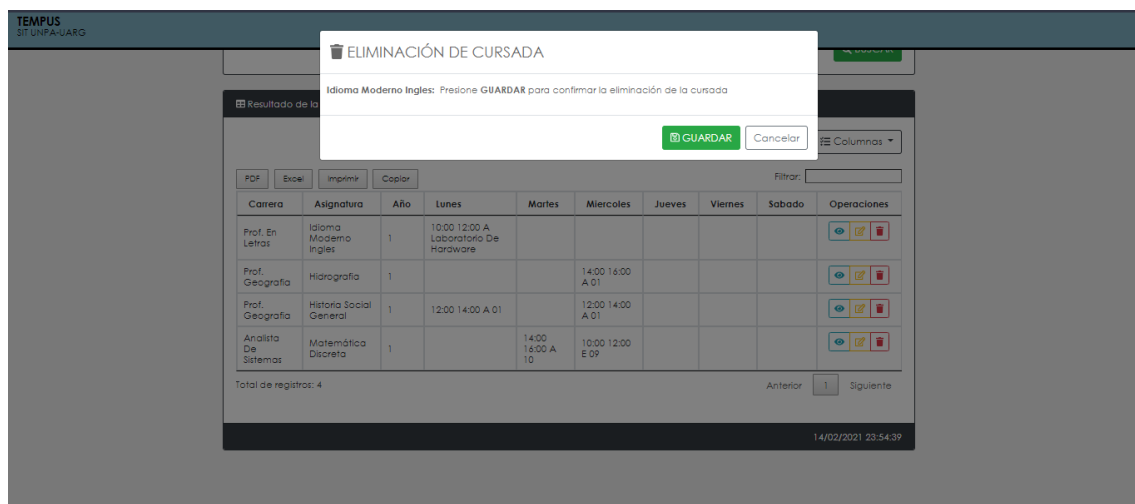 TEMPUS
SIT UNPA-UARG
ELIMINACIÓN DE CURSADA
Idioma Moderno Ingles: Presione GUARDAR para confirmar la eliminación de la cursada
GUARDAR Cancelar
Resultado de la
Columnas
PDF Excel Imprimir Copiar Filtrar:
Carrera Asignatura Año Lunes Martes Miercoles Jueves Viernes Sabado Operaciones
Prof. En Letras Idioma Moderno Ingles 1 10:00 12:00 A Laboratorio De Hardware
Prof. Geografia Hidrografia 1 14:00 16:00 A 01
Prof. Geografia Historia Social General 1 12:00 14:00 A 01 12:00 14:00 A 01
Analista De Sistemas Matemática Discreta 1 14:00 16:00 A 10 10:00 12:00 E 09
Total de registros: 4 Anterior 1 Siguiente
14/02/2021 23:54:39